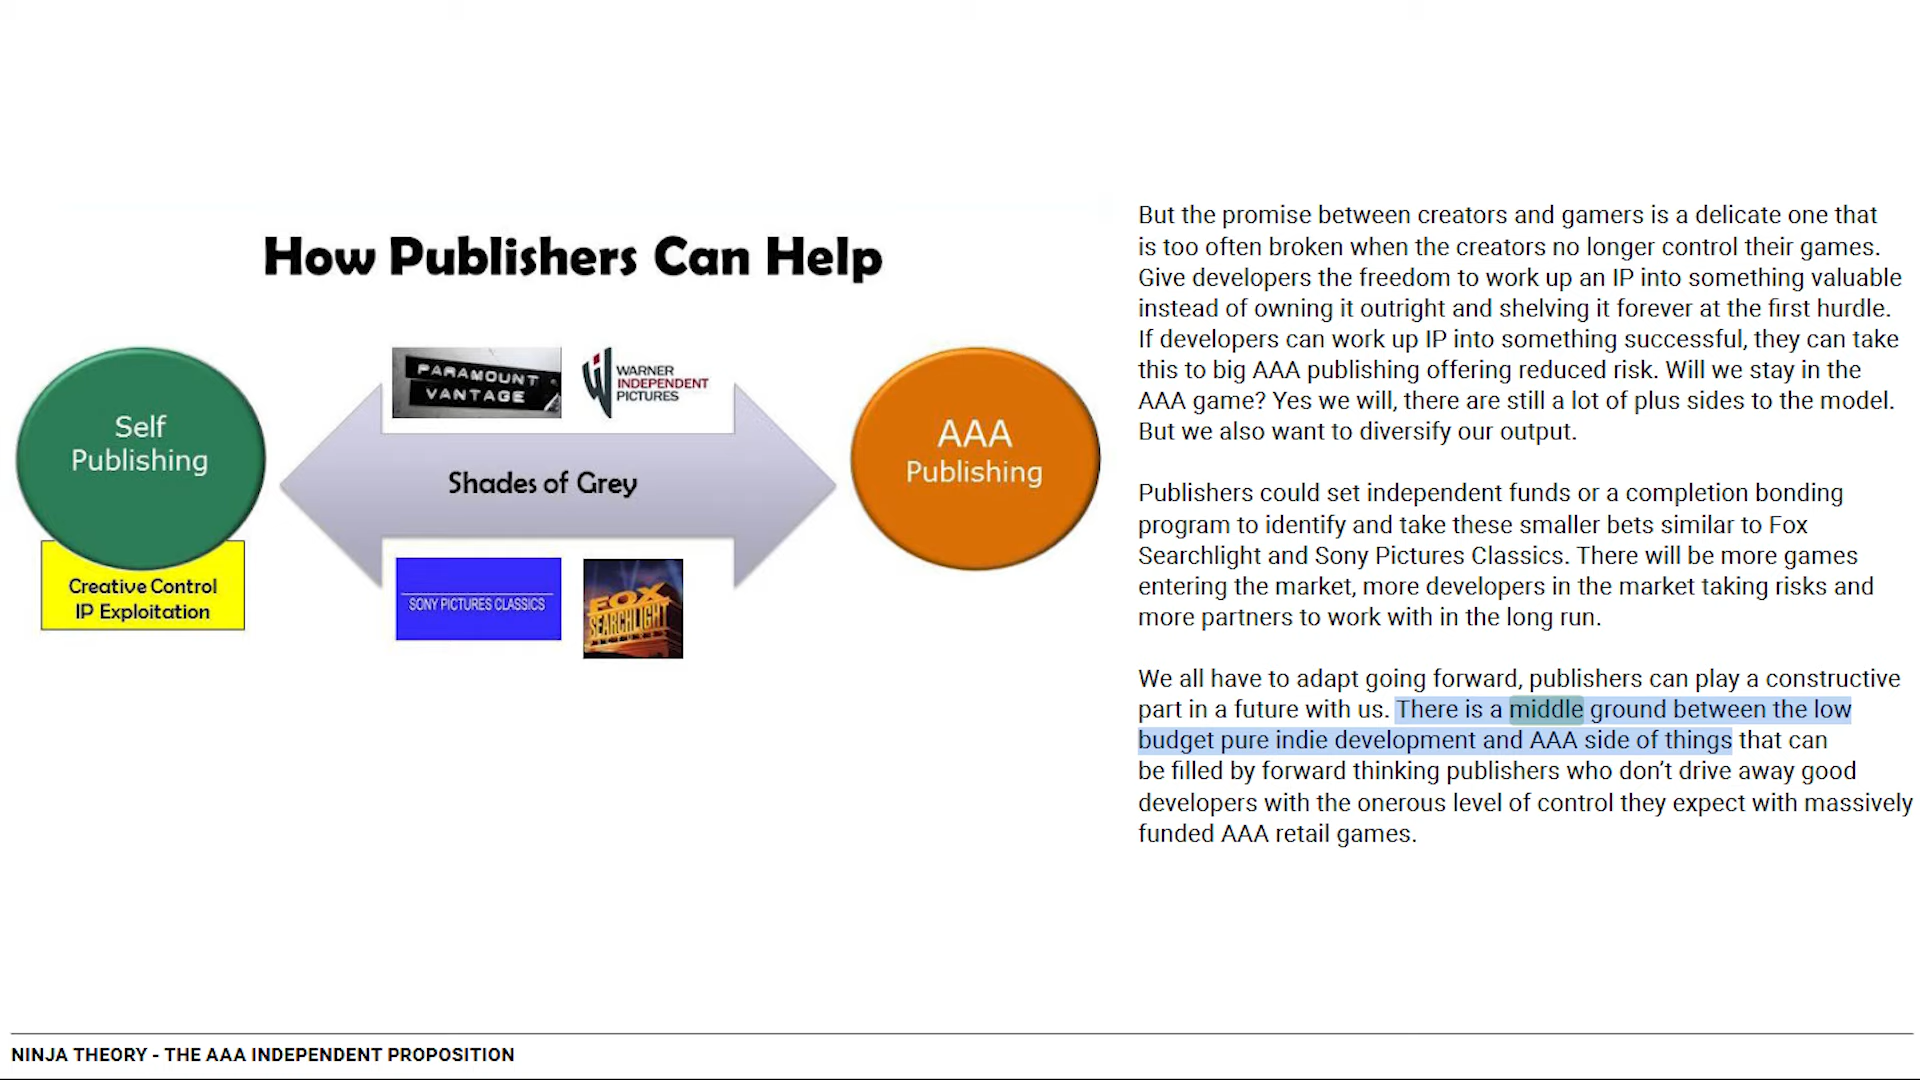 How Publishers Can Help
Self
Publishing
Creative Control
IP Exploitation
PARAMOUNT
VANTAGE
WARNER
INDEPENDENT
PICTURES
Shades of Grey
SONY PICTURES CLASSICS
FOX
SEARCHLIGHT
AAA
Publishing
But the promise between creators and gamers is a delicate one that
is too often broken when the creators no longer control their games.
Give developers the freedom to work up an IP into something valuable
instead of owning it outright and shelving it forever at the first hurdle.
If developers can work up IP into something successful, they can take
this to big AAA publishing offering reduced risk. Will we stay in the
AAA game? Yes we will, there are still a lot of plus sides to the model.
But we also want to diversify our output.
Publishers could set independent funds or a completion bonding
program to identify and take these smaller bets similar to Fox
Searchlight and Sony Pictures Classics. There will be more games
entering the market, more developers in the market taking risks and
more partners to work with in the long run.
We all have to adapt going forward, publishers can play a constructive
part in a future with us. There is a middle ground between the low
budget pure indie development and AAA side of things that can
be filled by forward thinking publishers who don’t drive away good
developers with the onerous level of control they expect with massively
funded AAA retail games.
NINJA THEORY - THE AAA INDEPENDENT PROPOSITION